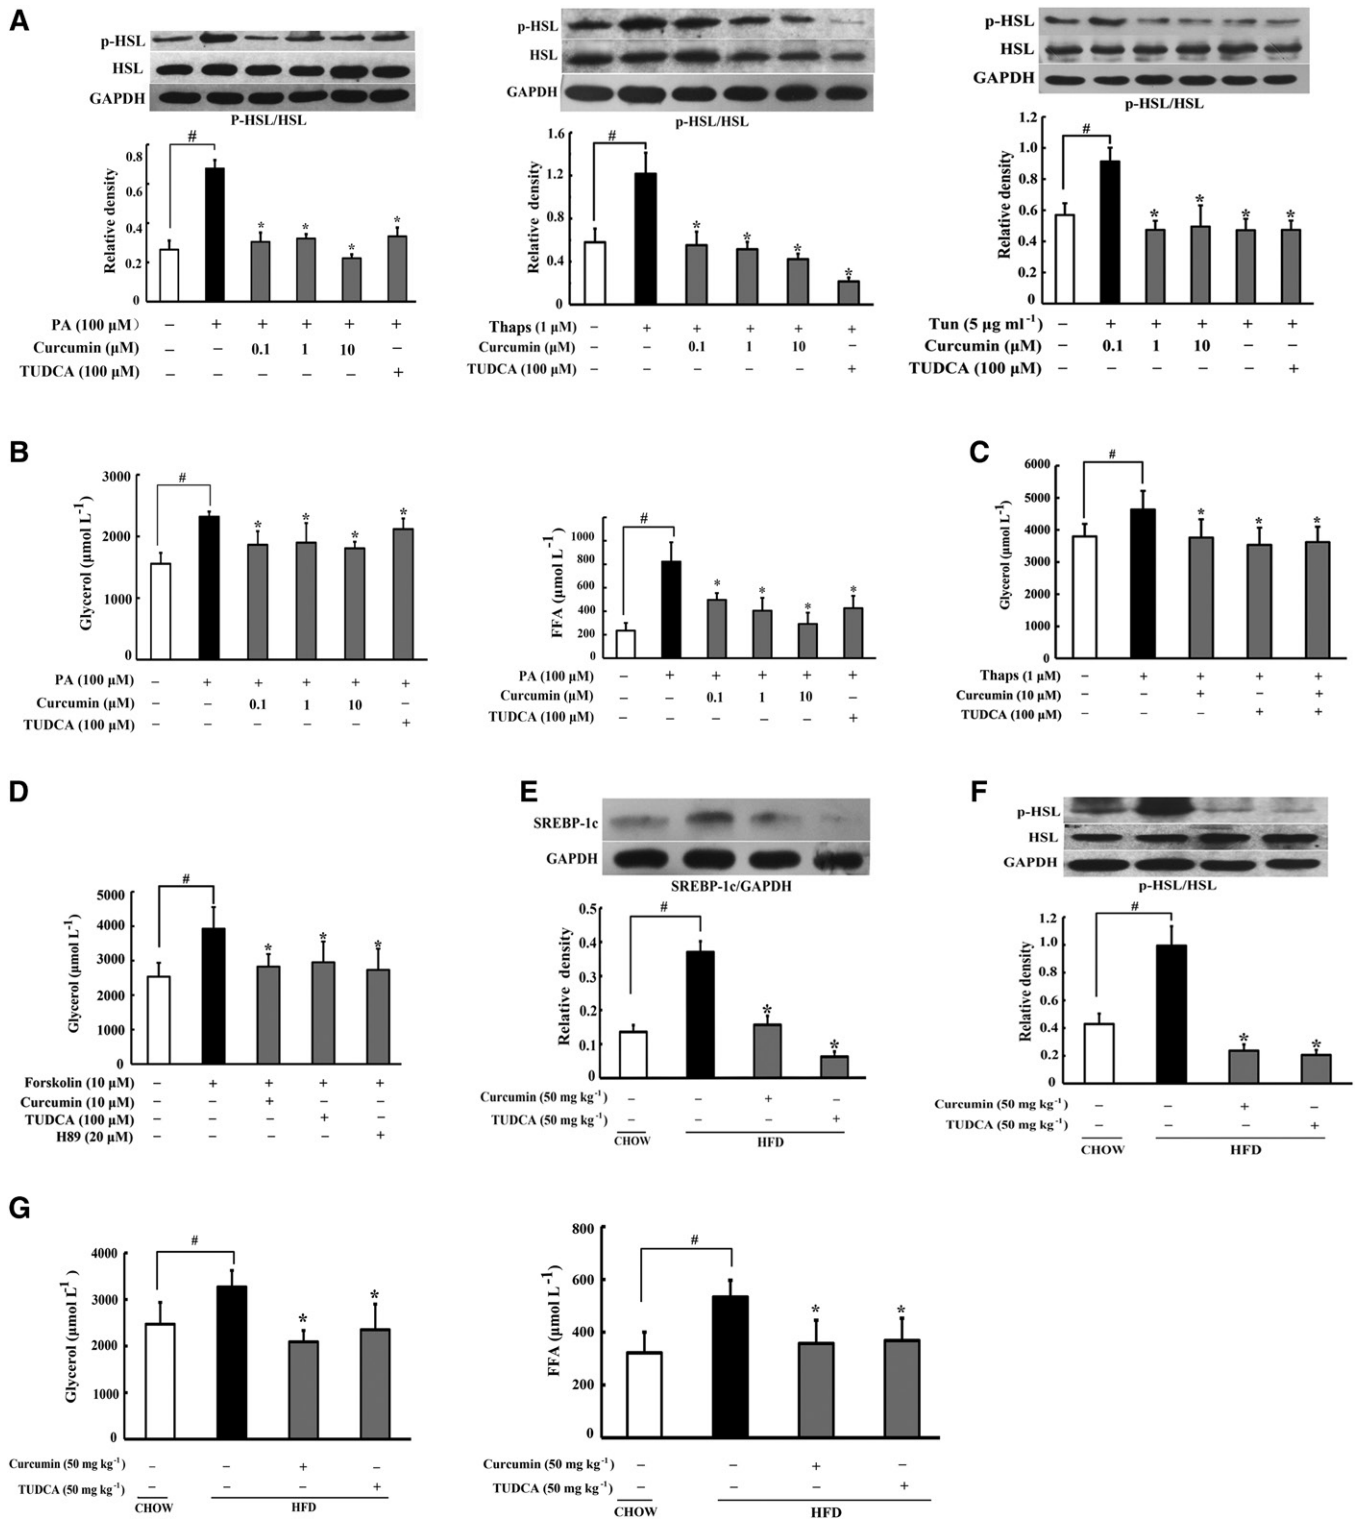 A
p-HSL
HSL
GAPDH
P-HSL/HSL
#
Relative density
0.8
0.6
0.4
0.2
0
* * * *
PA (100 μM) – + + + + +
Curcumin (μM) – – 0.1 1 10 –
TUDCA (100 μM) – – – – – +
p-HSL
HSL
GAPDH
p-HSL/HSL
#
Relative density
1.6
1.2
0.8
0.4
0
* * * *
Thaps (1 μM) – + + + + +
Curcumin (μM) – – 0.1 1 10 –
TUDCA (100 μM) – – – – – +
p-HSL
HSL
GAPDH
p-HSL/HSL
#
Relative density
1.2
1.0
0.8
0.6
0.4
0.2
0
* * * *
Tun (5 μg ml⁻¹) – + + + + +
Curcumin (μM) – 0.1 1 10 – –
TUDCA (100 μM) – – – – – +
B
#
Glycerol (μmol L⁻¹)
3000
2000
1000
0
* * * *
PA (100 μM) – + + + + +
Curcumin (μM) – – 0.1 1 10 –
TUDCA (100 μM) – – – – – +
#
FFA (μmol L⁻¹)
1000
800
600
400
200
0
* * * *
PA (100 μM) – + + + + +
Curcumin (μM) – – 0.1 1 10 –
TUDCA (100 μM) – – – – – +
C
#
Glycerol (μmol L⁻¹)
6000
5000
4000
3000
2000
1000
0
* * *
Thaps (1 μM) – + + + +
Curcumin (10 μM) – – + – +
TUDCA (100 μM) – – – + +
D
#
Glycerol (μmol L⁻¹)
5000
4000
3000
2000
1000
0
* * *
Forskolin (10 μM) – + + + +
Curcumin (10 μM) – – + – –
TUDCA (100 μM) – – – + –
H89 (20 μM) – – – – +
E
SREBP-1c
GAPDH
SREBP-1c/GAPDH
#
Relative density
0.5
0.4
0.3
0.2
0.1
0
* *
Curcumin (50 mg kg⁻¹) – – + –
TUDCA (50 mg kg⁻¹) – – – +
CHOW HFD
F
p-HSL
HSL
GAPDH
p-HSL/HSL
#
Relative density
1.2
1.0
0.8
0.6
0.4
0.2
0
* *
Curcumin (50 mg kg⁻¹) – – + –
TUDCA (50 mg kg⁻¹) – – – +
CHOW HFD
G
#
Glycerol (μmol L⁻¹)
4000
3000
2000
1000
0
* *
Curcumin (50 mg kg⁻¹) – – + –
TUDCA (50 mg kg⁻¹) – – – +
CHOW HFD
#
FFA (μmol L⁻¹)
800
600
400
200
0
* *
Curcumin (50 mg kg⁻¹) – – + –
TUDCA (50 mg kg⁻¹) – – – +
CHOW HFD